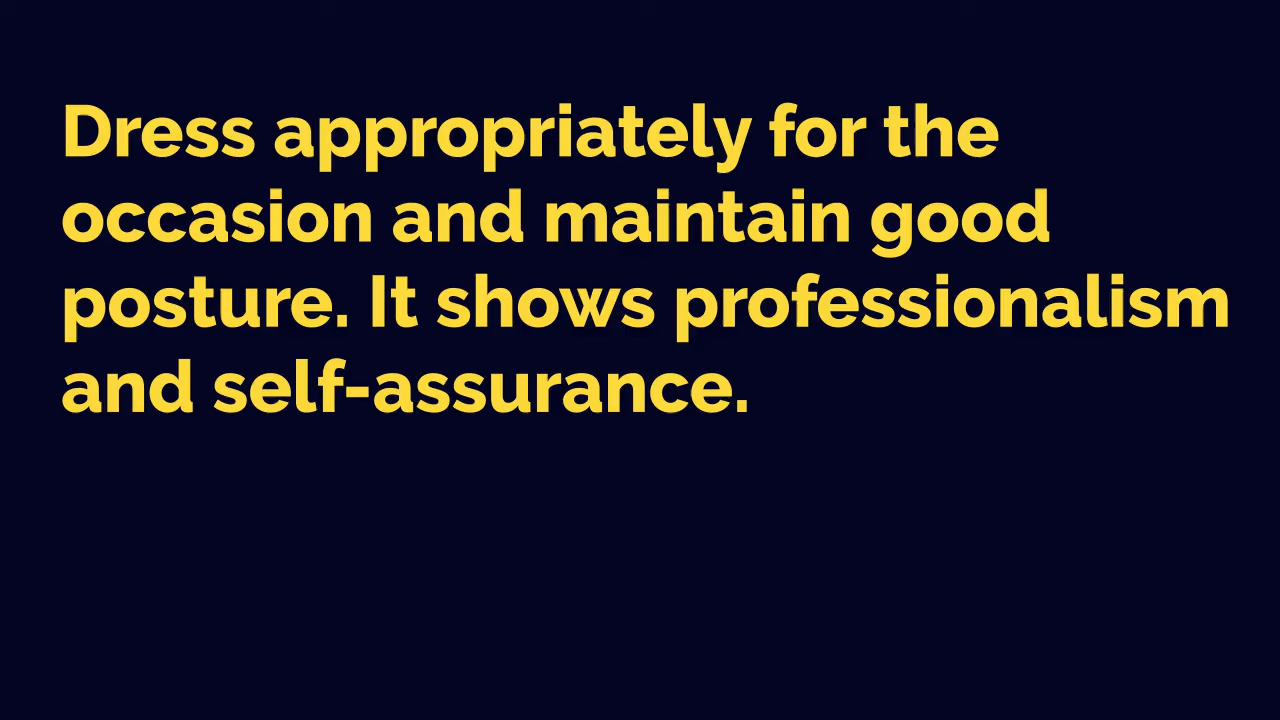 Dress appropriately for the
occasion and maintain good
posture. It shows professionalism
and self-assurance.